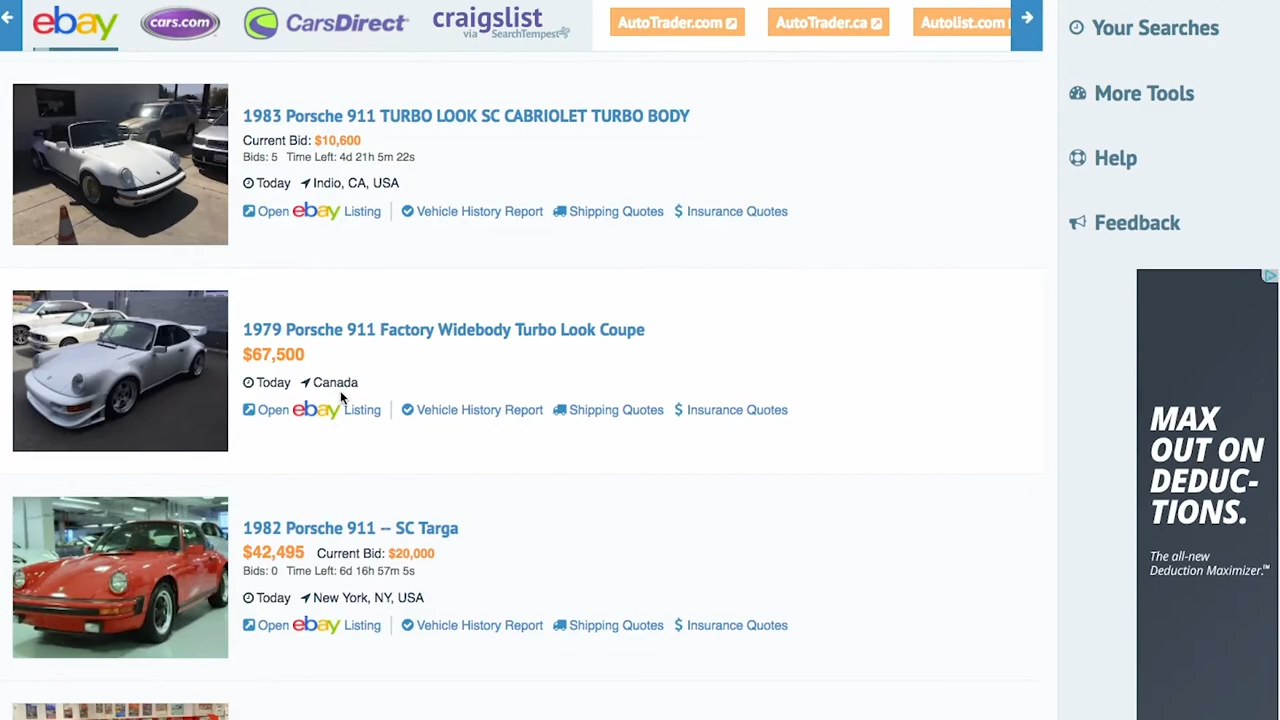 ebay cars.com CarsDirect craigslist via SearchTempest AutoTrader.com AutoTrader.ca Autolist.com
1983 Porsche 911 TURBO LOOK SC CABRIOLET TURBO BODY
Current Bid: $10,600
Bids: 5 Time Left: 4d 21h 5m 22s
Today Indio, CA, USA
Open ebay Listing Vehicle History Report Shipping Quotes $ Insurance Quotes
1979 Porsche 911 Factory Widebody Turbo Look Coupe
$67,500
Today Canada
Open ebay Listing Vehicle History Report Shipping Quotes $ Insurance Quotes
1982 Porsche 911 -- SC Targa
$42,495 Current Bid: $20,000
Bids: 0 Time Left: 6d 16h 57m 5s
Today New York, NY, USA
Open ebay Listing Vehicle History Report Shipping Quotes $ Insurance Quotes
Your Searches
More Tools
Help
Feedback
MAX
OUT ON
DEDUC-
TIONS.
The all-new
Deduction Maximizer.™